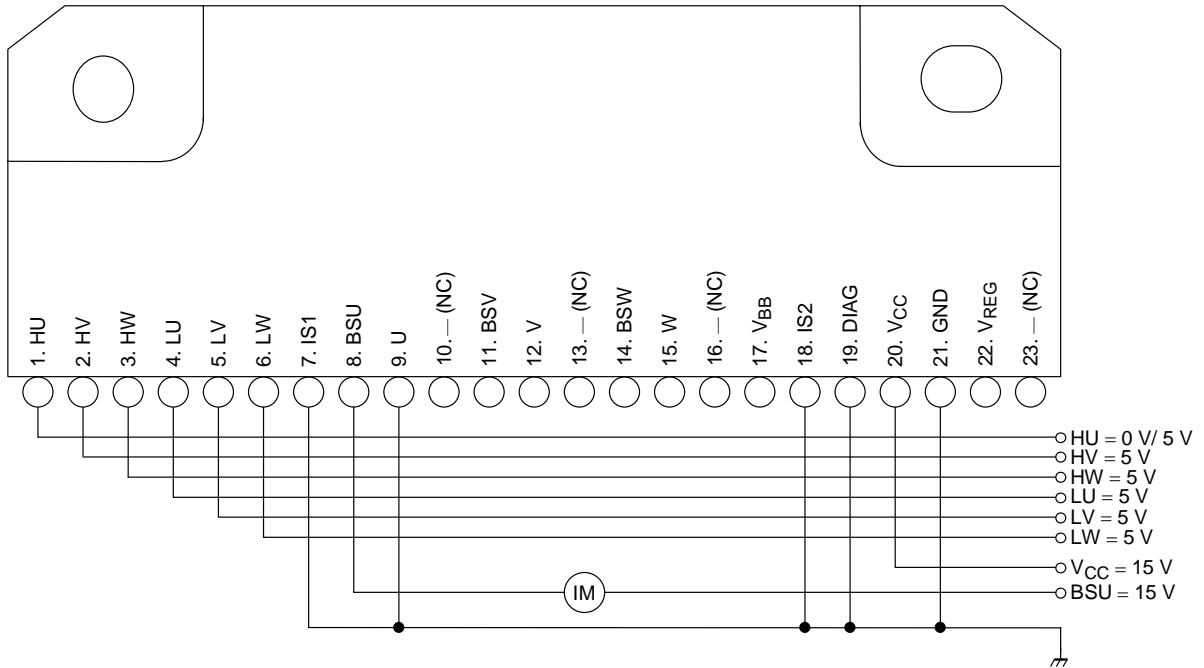 1. HU
2. HV
3. HW
4. LU
5. LV
6. LW
7. IS1
8. BSU
9. U
10. — (NC)
11. BSV
12. V
13. — (NC)
14. BSW
15. W
16. — (NC)
17. VBB
18. IS2
19. DIAG
20. VCC
21. GND
22. VREG
23. — (NC)
HU = 0 V/ 5 V
HV = 5 V
HW = 5 V
LU = 5 V
LV = 5 V
LW = 5 V
VCC = 15 V
IM
BSU = 15 V